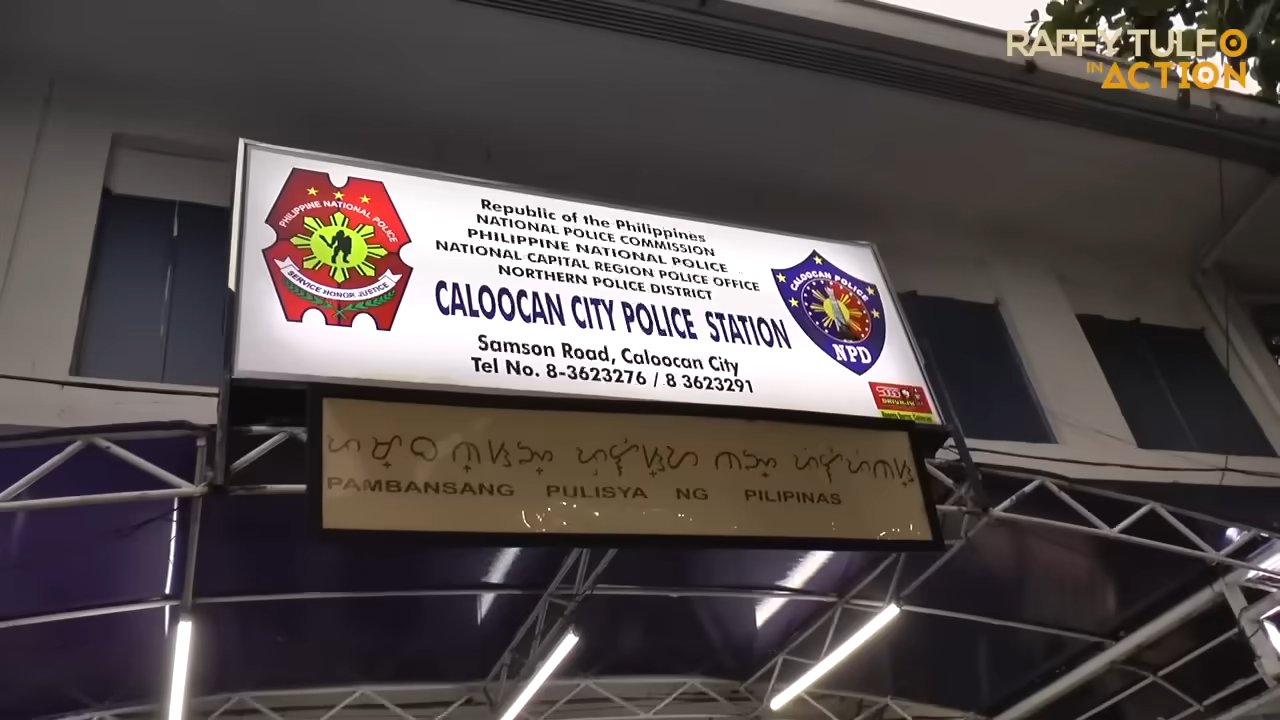 RAFFY TULFO
IN ACTION
PHILIPPINE NATIONAL POLICE
SERVICE HONOR JUSTICE
Republic of the Philippines
NATIONAL POLICE COMMISSION
PHILIPPINE NATIONAL POLICE
NATIONAL CAPITAL REGION POLICE OFFICE
NORTHERN POLICE DISTRICT
CALOOCAN CITY POLICE STATION
Samson Road, Caloocan City
Tel No. 8-3623276 / 8 3623291
CALOOCAN POLICE
NPD
SOGO
PAMBANSANG PULISYA NG PILIPINAS